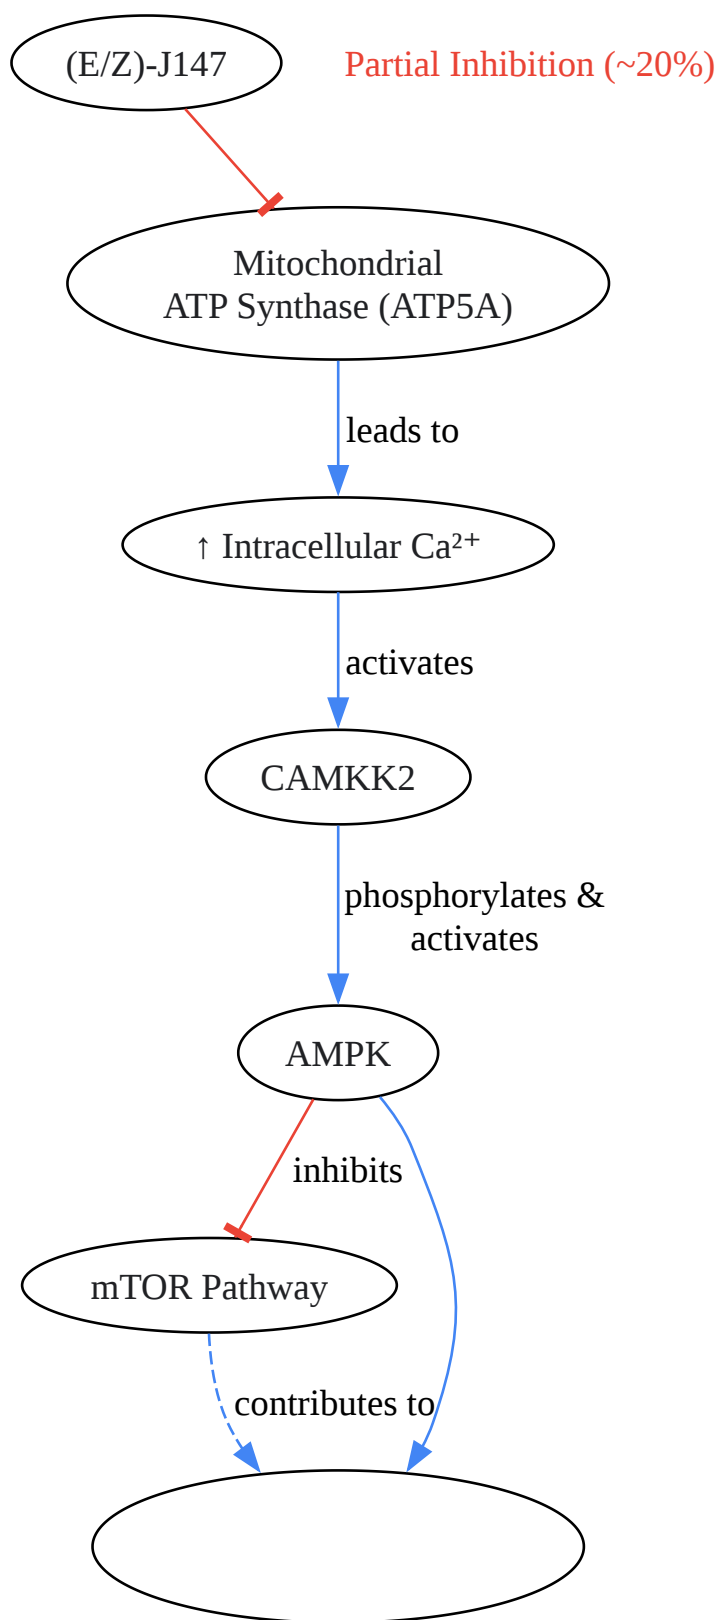 (E/Z)-J147
Partial Inhibition (~20%)
Mitochondrial
ATP Synthase (ATP5A)
leads to
↑ Intracellular Ca²⁺
activates
CAMKK2
phosphorylates &
activates
AMPK
inhibits
mTOR Pathway
contributes to